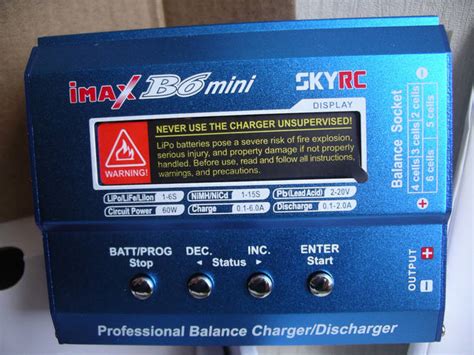 iMAX B6 mini SKYRC
DISPLAY
NEVER USE THE CHARGER UNSUPERVISED!
LiPo batteries pose a severe risk of fire explosion,
serious injury, and property damage if not properly
handled. Before use, read and follow all instructions,
warnings, and precautions.
WARNING!
LiPo/LiFe/LiIon 1-6S NiMH/NiCd 1-15S Pb(Lead Acid) 2-20V
Circuit Power 60W Charge 0.1-6.0A Discharge 0.1-2.0A
BATT/PROG DEC. INC. ENTER
Stop ◄ Status ► Start
Professional Balance Charger/Discharger
Balance Socket
4 cells 3 cells 2 cells
6 cells 5 cells
OUTPUT